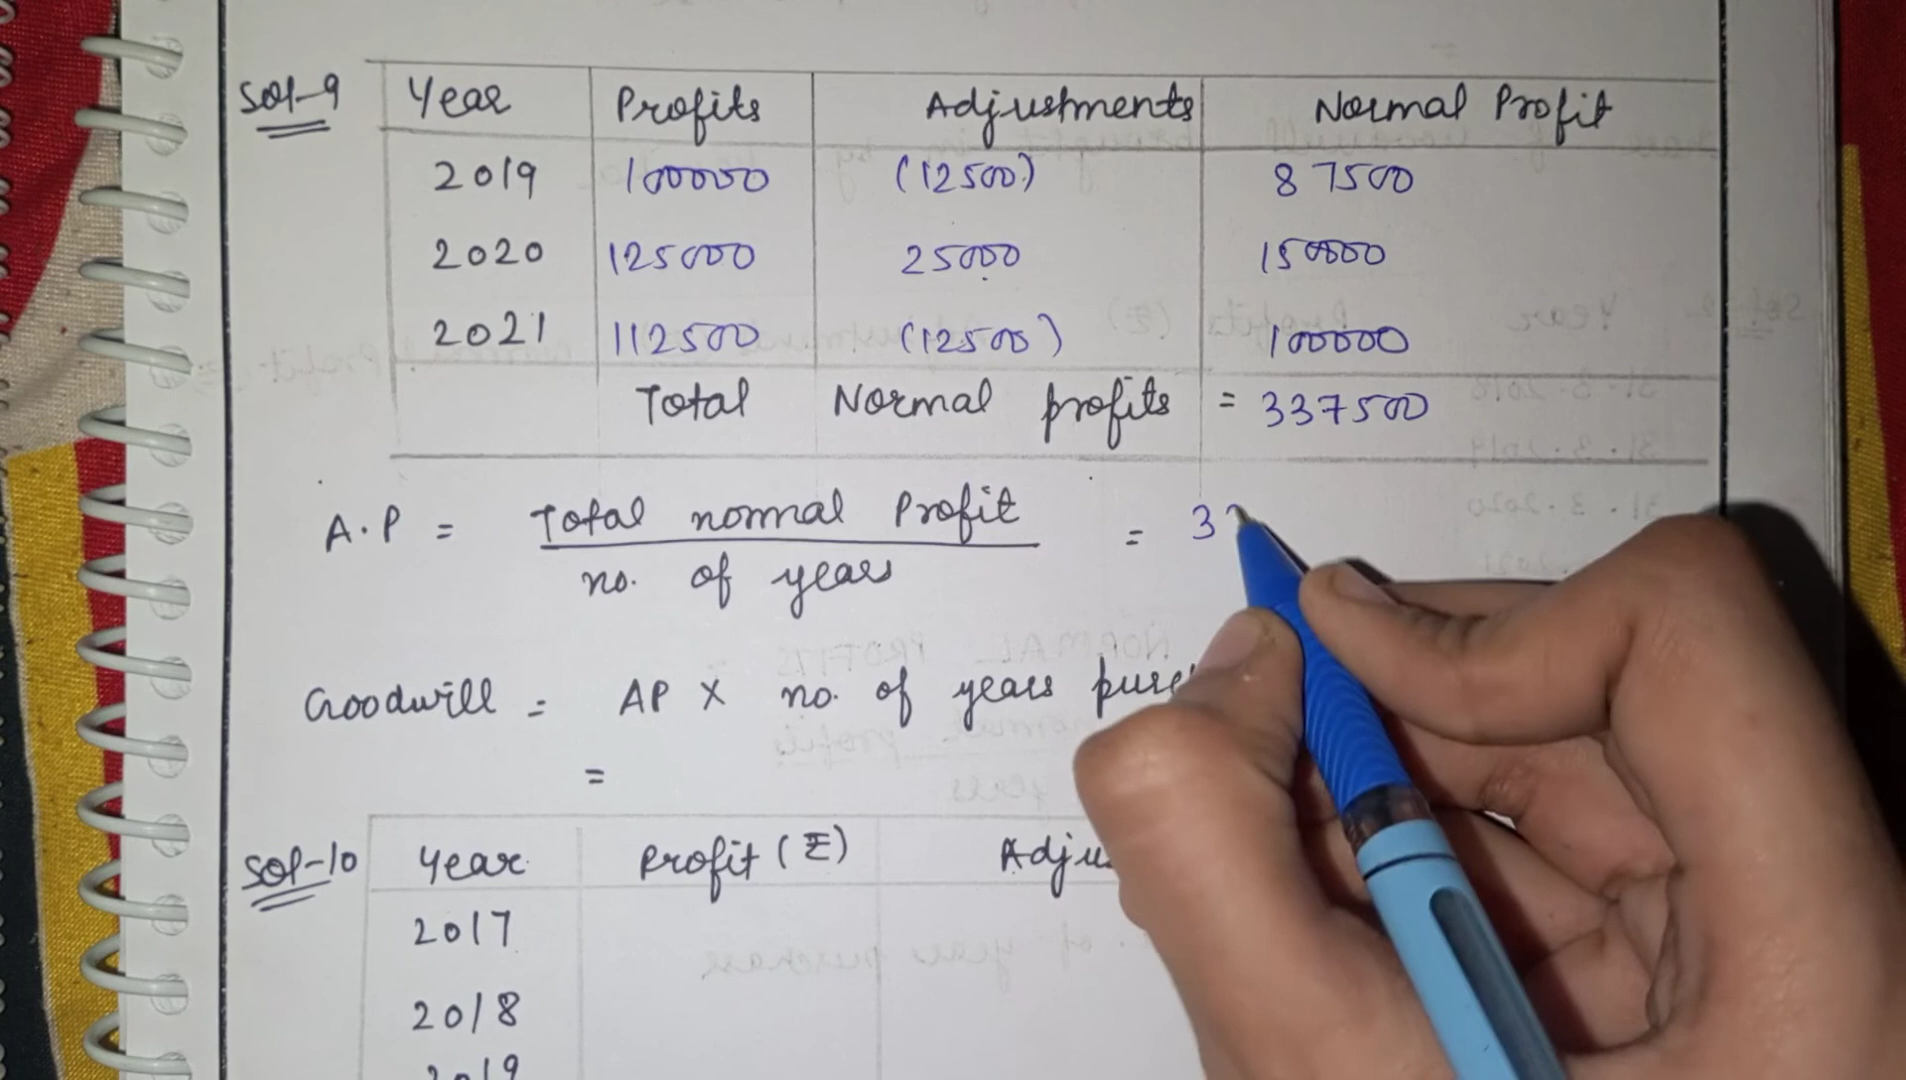 Sol-9 Year Profits Adjustments Normal Profit
2019 100000 (12500) 87500
2020 125000 25000 150000
2021 112500 (12500) 100000
Total Normal profits = 337500
A.P = Total normal Profit = 3
no. of years
Goodwill = AP X no. of years
=
Sol-10 Year Profit (₹)
2017
2018
2019